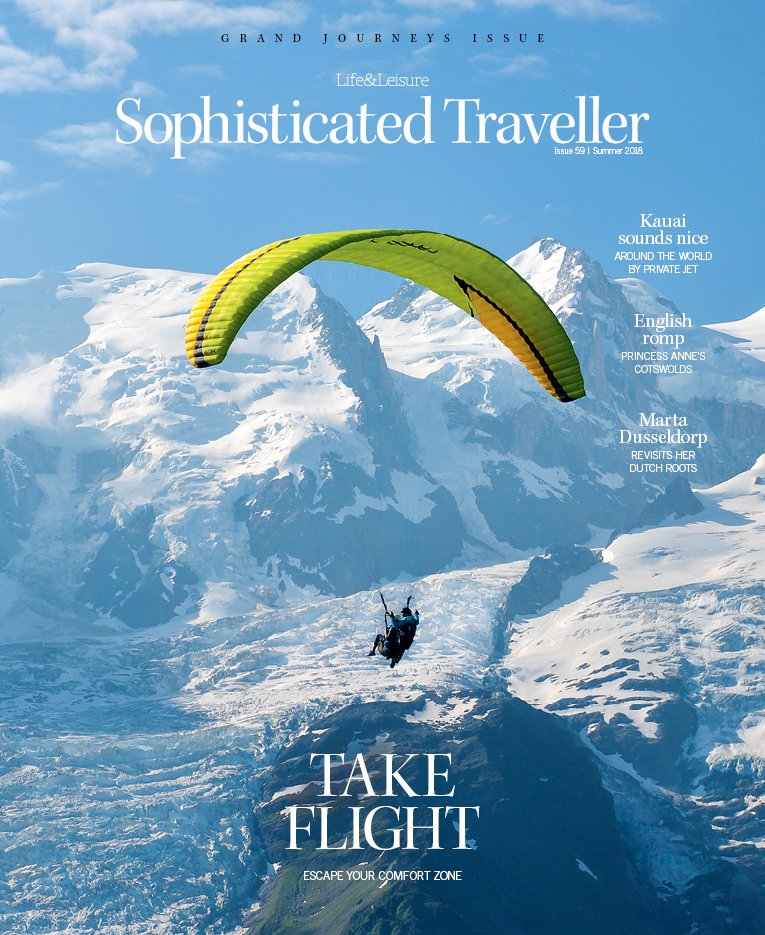 GRAND JOURNEYS ISSUE
Life&Leisure
Sophisticated Traveller
Issue 59 | Summer 2018
Kauai
sounds nice
AROUND THE WORLD
BY PRIVATE JET
English
romp
PRINCESS ANNE'S
COTSWOLDS
Marta
Dusseldorp
REVISITS HER
DUTCH ROOTS
TAKE
FLIGHT
ESCAPE YOUR COMFORT ZONE